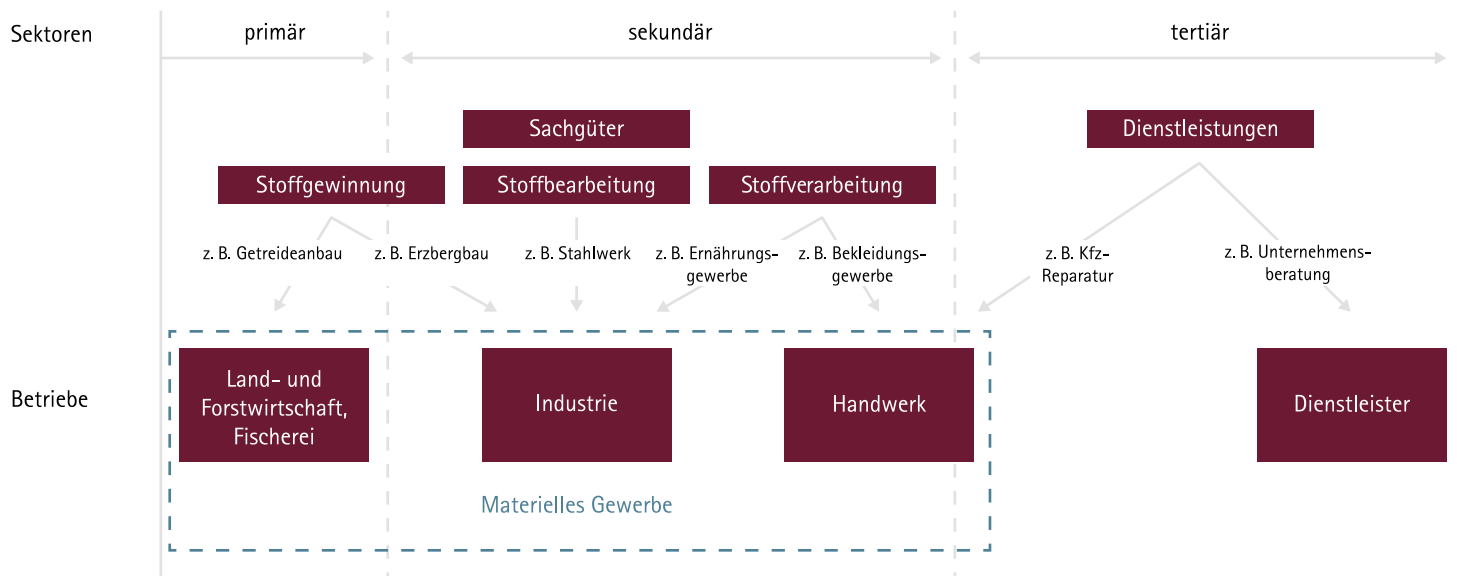 Sektoren
primär
sekundär
tertiär
Sachgüter
Dienstleistungen
Stoffgewinnung
Stoffbearbeitung
Stoffverarbeitung
z. B. Getreideanbau
z. B. Erzbergbau
z. B. Stahlwerk
z. B. Ernährungs-
gewerbe
z. B. Bekleidungs-
gewerbe
z. B. Kfz-
Reparatur
z. B. Unternehmens-
beratung
Betriebe
Land- und
Forstwirtschaft,
Fischerei
Industrie
Handwerk
Dienstleister
Materielles Gewerbe